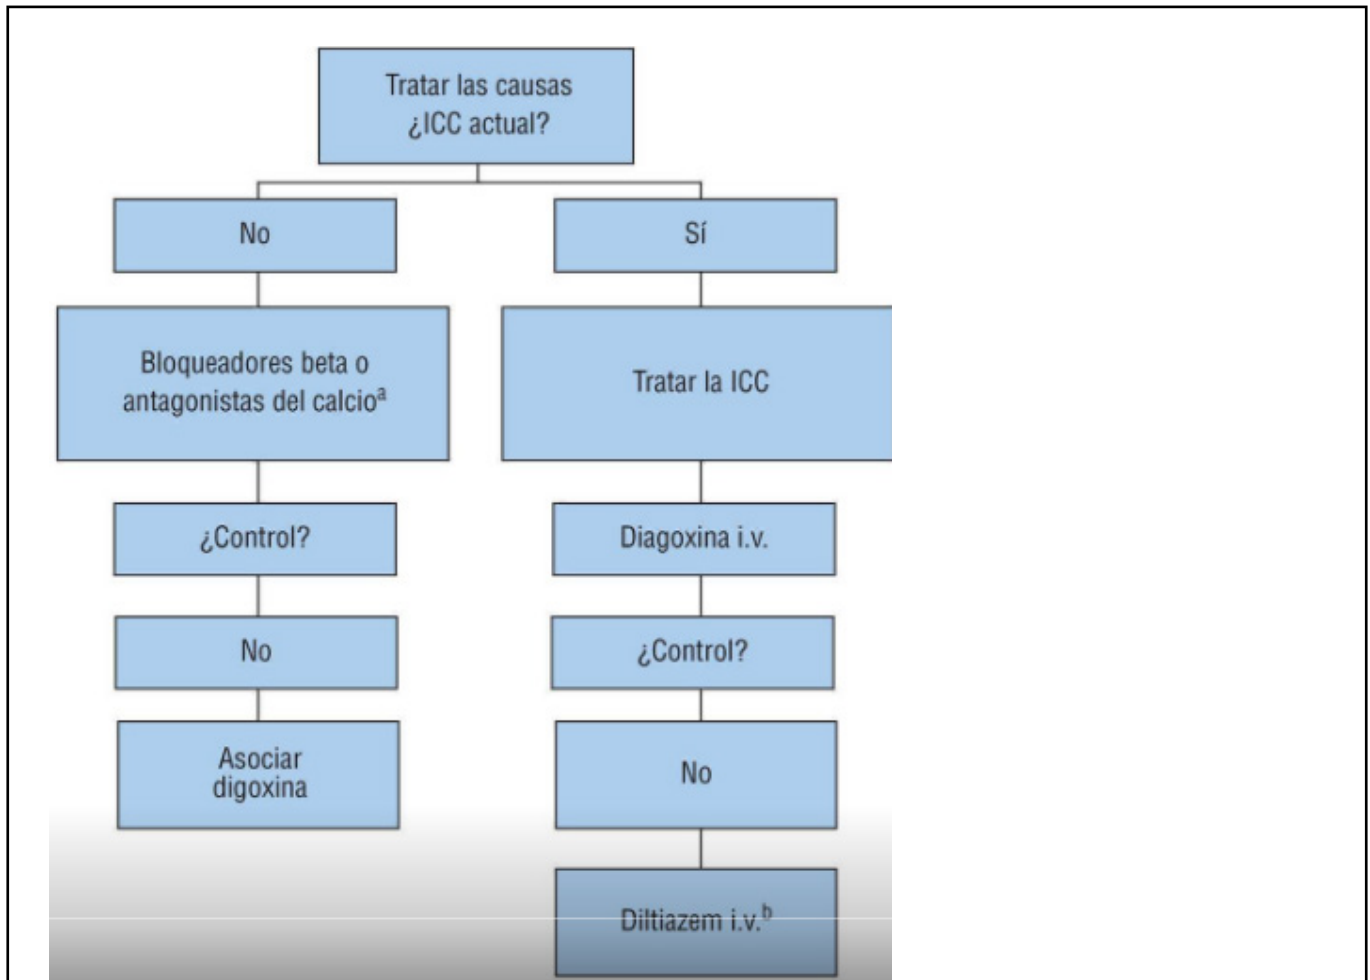 Tratar las causas
¿ICC actual?
No
Sí
Bloqueadores beta o
antagonistas del calcioª
Tratar la ICC
¿Control?
Diagoxina i.v.
No
¿Control?
Asociar
digoxina
No
Diltiazem i.v.ᵇ